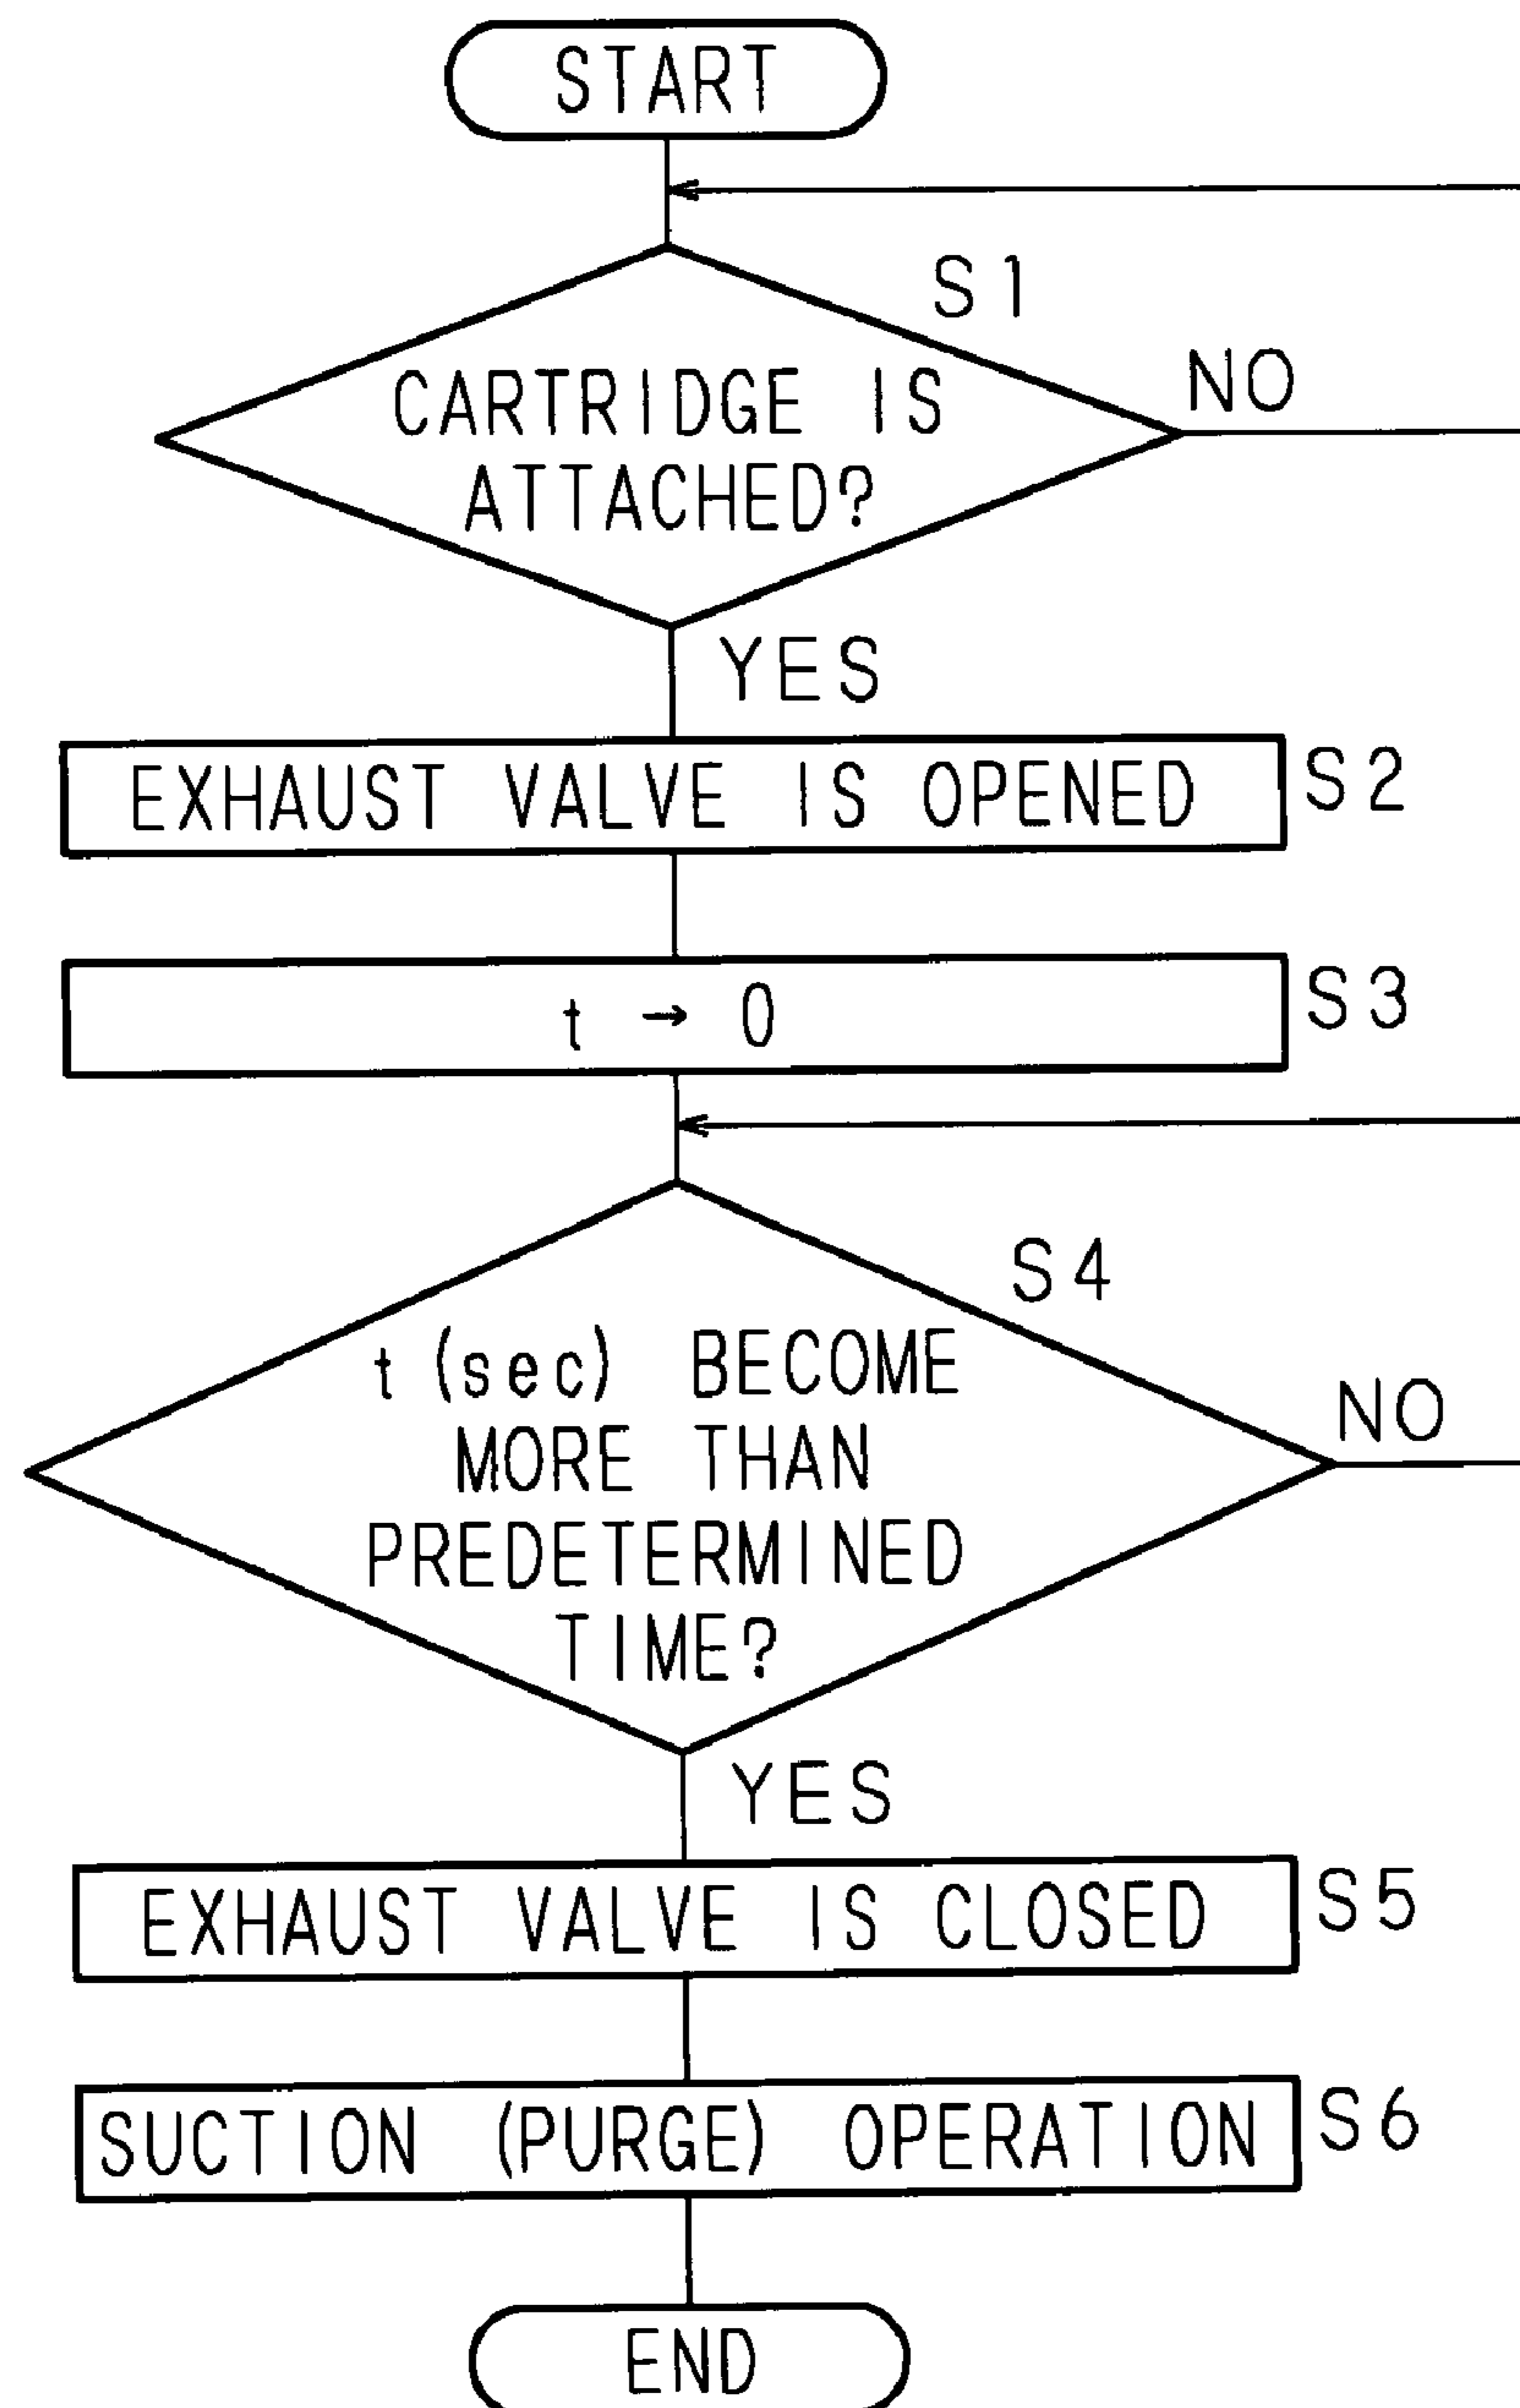 START
S1
CARTRIDGE IS
NO
ATTACHED?
YES
EXHAUST VALVE IS OPENED
S2
t → 0
S3
S4
t (sec) BECOME
MORE THAN
NO
PREDETERMINED
TIME?
YES
EXHAUST VALVE IS CLOSED
S5
SUCTION (PURGE) OPERATION
S6
END